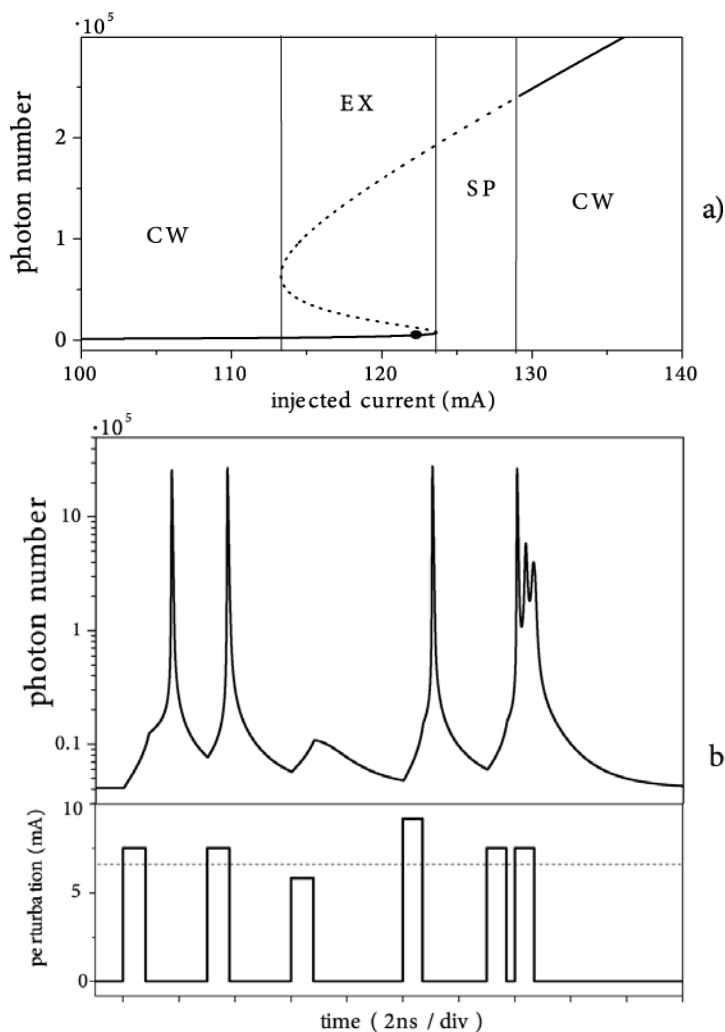 ·10⁵
photon number
2
1
0
EX
CW
SP
CW
a)
100 110 120 130 140
injected current (mA)
·10⁵
photon number
10
1
0.1
b
perturbation (mA)
10
5
0
time ( 2ns / div )